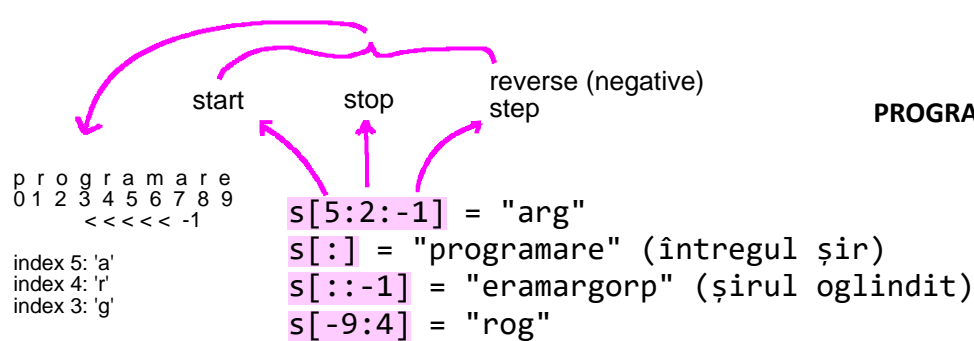 reverse (negative)
start stop step
PROGRA
p r o g r a m a r e
0 1 2 3 4 5 6 7 8 9
< < < < < -1
index 5: 'a'
index 4: 'r'
index 3: 'g'
s[5:2:-1] = "arg"
s[:] = "programare" (întregul șir)
s[::-1] = "eramargorp" (șirul oglindit)
s[-9:4] = "rog"